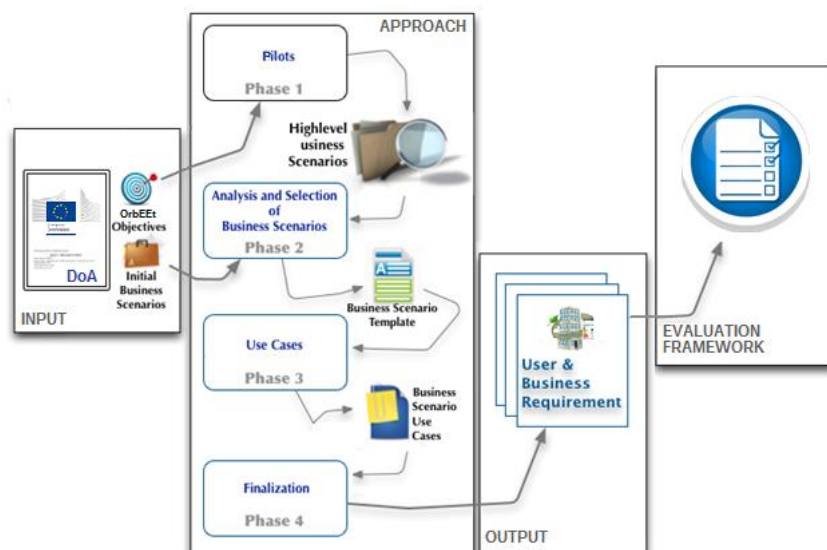 APPROACH
Pilots
Phase 1
Highlevel
usiness
Scenarios
OrbEEt
Objectives
DoA
Initial
Business
Scenarios
INPUT
Analysis and Selection
of
Business Scenarios
Phase 2
A
Business Scenario
Template
Use Cases
Phase 3
Business
Scenario
Use
Cases
Finalization
Phase 4
User &
Business
Requirement
OUTPUT
EVALUATION
FRAMEWORK